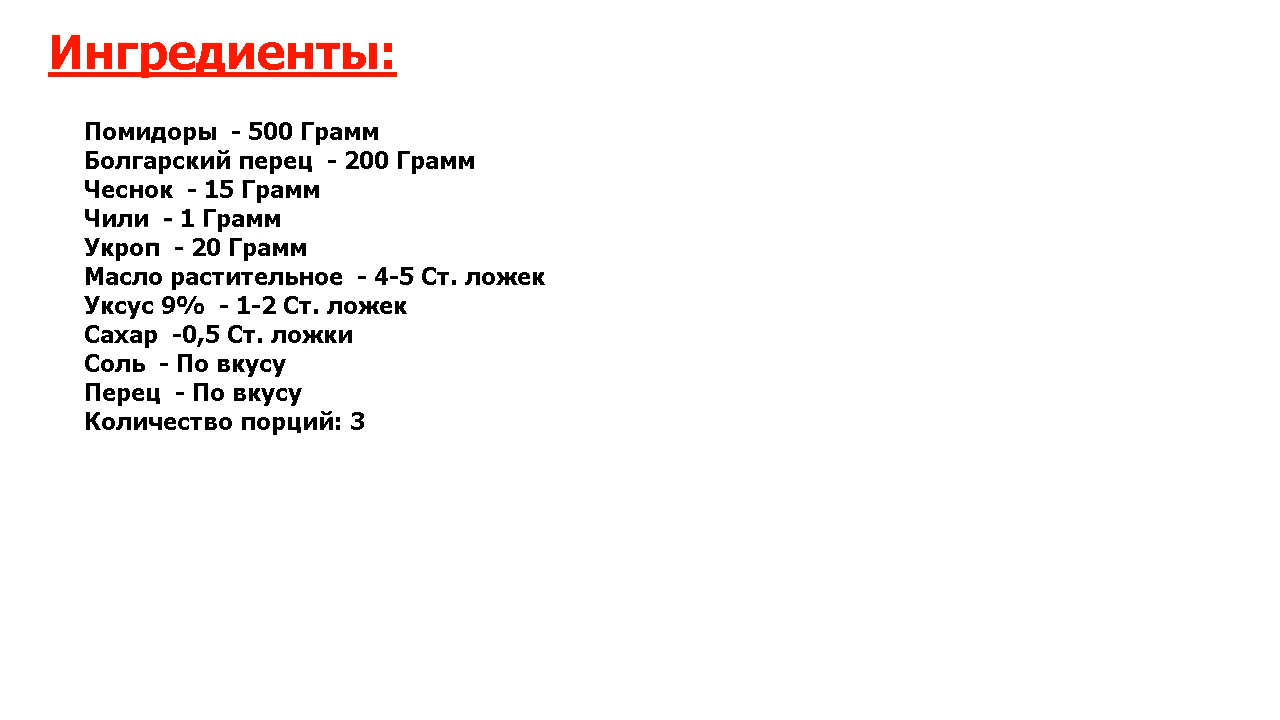 Ингредиенты:
Помидоры  - 500 Грамм
Болгарский перец  - 200 Грамм
Чеснок  - 15 Грамм
Чили  - 1 Грамм
Укроп  - 20 Грамм
Масло растительное  - 4-5 Ст. ложек
Уксус 9%  - 1-2 Ст. ложек
Сахар  -0,5 Ст. ложки
Соль  - По вкусу
Перец  - По вкусу
Количество порций: 3